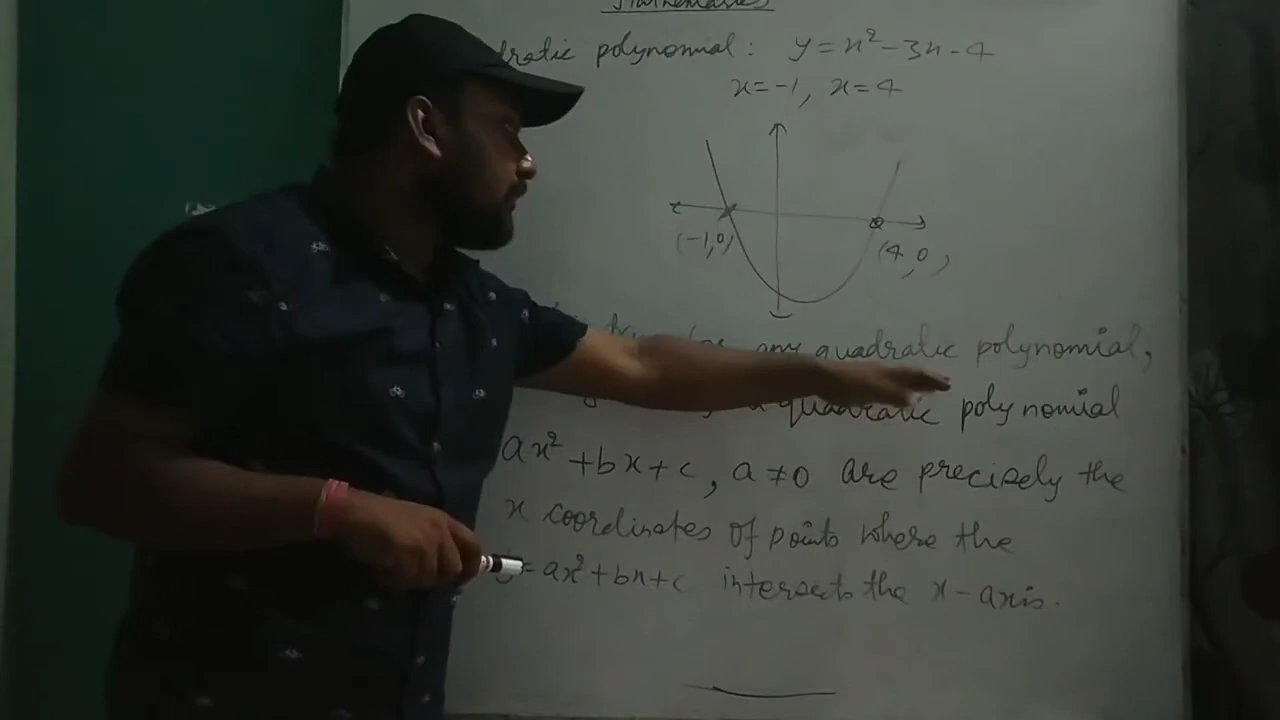 Mathematics
polynomial: y = x² - 3x - 4
x = -1, x = 4
(-1,0)
(4,0)
any quadratic polynomial,
quadratic polynomial
ax² + bx + c, a ≠ 0 are precisely the
x coordinates of points where the
= ax² + bx + c intersects the x-axis.